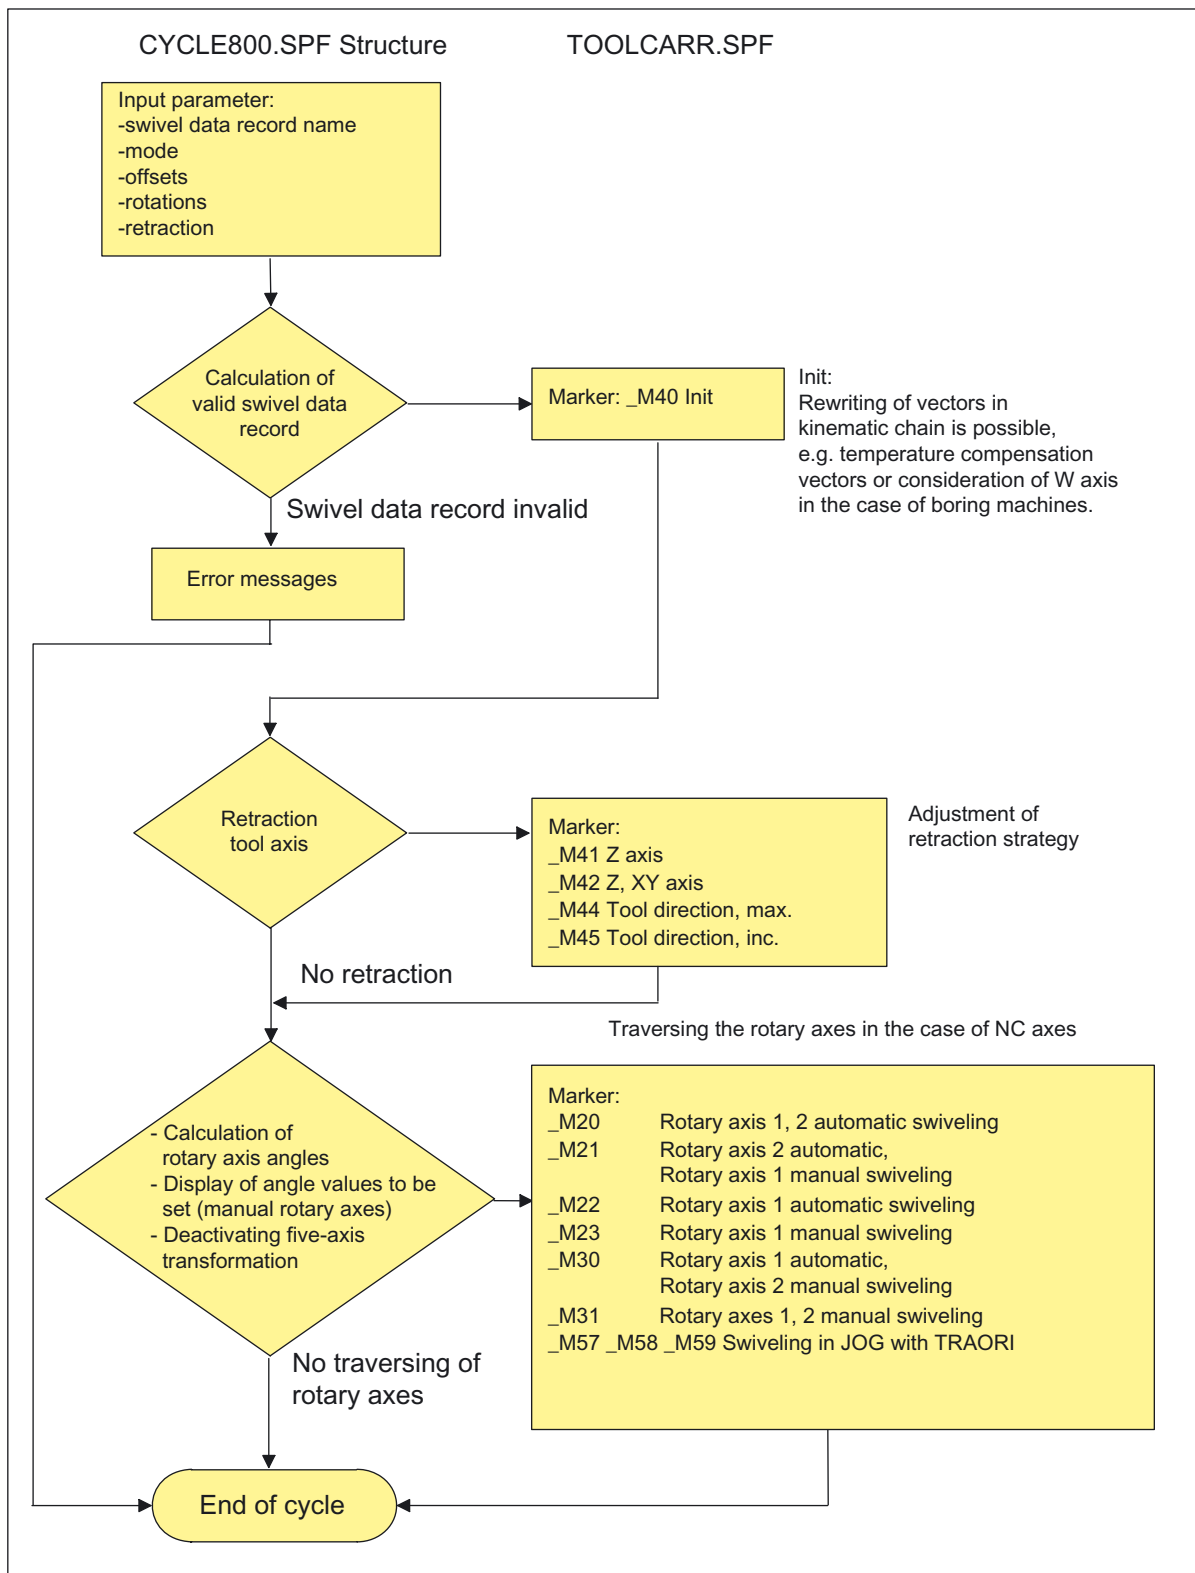 CYCLE800.SPF Structure
TOOLCARR.SPF
Input parameter:
-swivel data record name
-mode
-offsets
-rotations
-retraction
Calculation of
valid swivel data
record
Marker: _M40 Init
Init:
Rewriting of vectors in
kinematic chain is possible,
e.g. temperature compensation
vectors or consideration of W axis
in the case of boring machines.
Swivel data record invalid
Error messages
Retraction
tool axis
Marker:
_M41 Z axis
_M42 Z, XY axis
_M44 Tool direction, max.
_M45 Tool direction, inc.
Adjustment of
retraction strategy
No retraction
Traversing the rotary axes in the case of NC axes
- Calculation of
rotary axis angles
- Display of angle values to be
set (manual rotary axes)
- Deactivating five-axis
transformation
Marker:
_M20 Rotary axis 1, 2 automatic swiveling
_M21 Rotary axis 2 automatic,
Rotary axis 1 manual swiveling
_M22 Rotary axis 1 automatic swiveling
_M23 Rotary axis 1 manual swiveling
_M30 Rotary axis 1 automatic,
Rotary axis 2 manual swiveling
_M31 Rotary axes 1, 2 manual swiveling
_M57 _M58 _M59 Swiveling in JOG with TRAORI
No traversing of
rotary axes
End of cycle